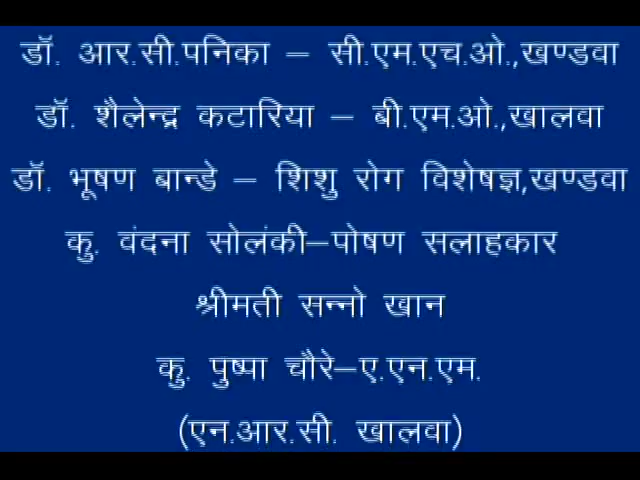 डॉ. आर.सी.पनिका – सी.एम.एच.ओ.,खण्डवा
डॉ. शैलेन्द्र कटारिया – बी.एम.ओ.,खालवा
डॉ. भूषण बान्डे – शिशु रोग विशेषज्ञ,खण्डवा
कु. वंदना सोलंकी–पोषण सलाहकार
श्रीमती सन्नो खान
कु. पुष्पा चौरे–ए.एन.एम.
(एन.आर.सी. खालवा)